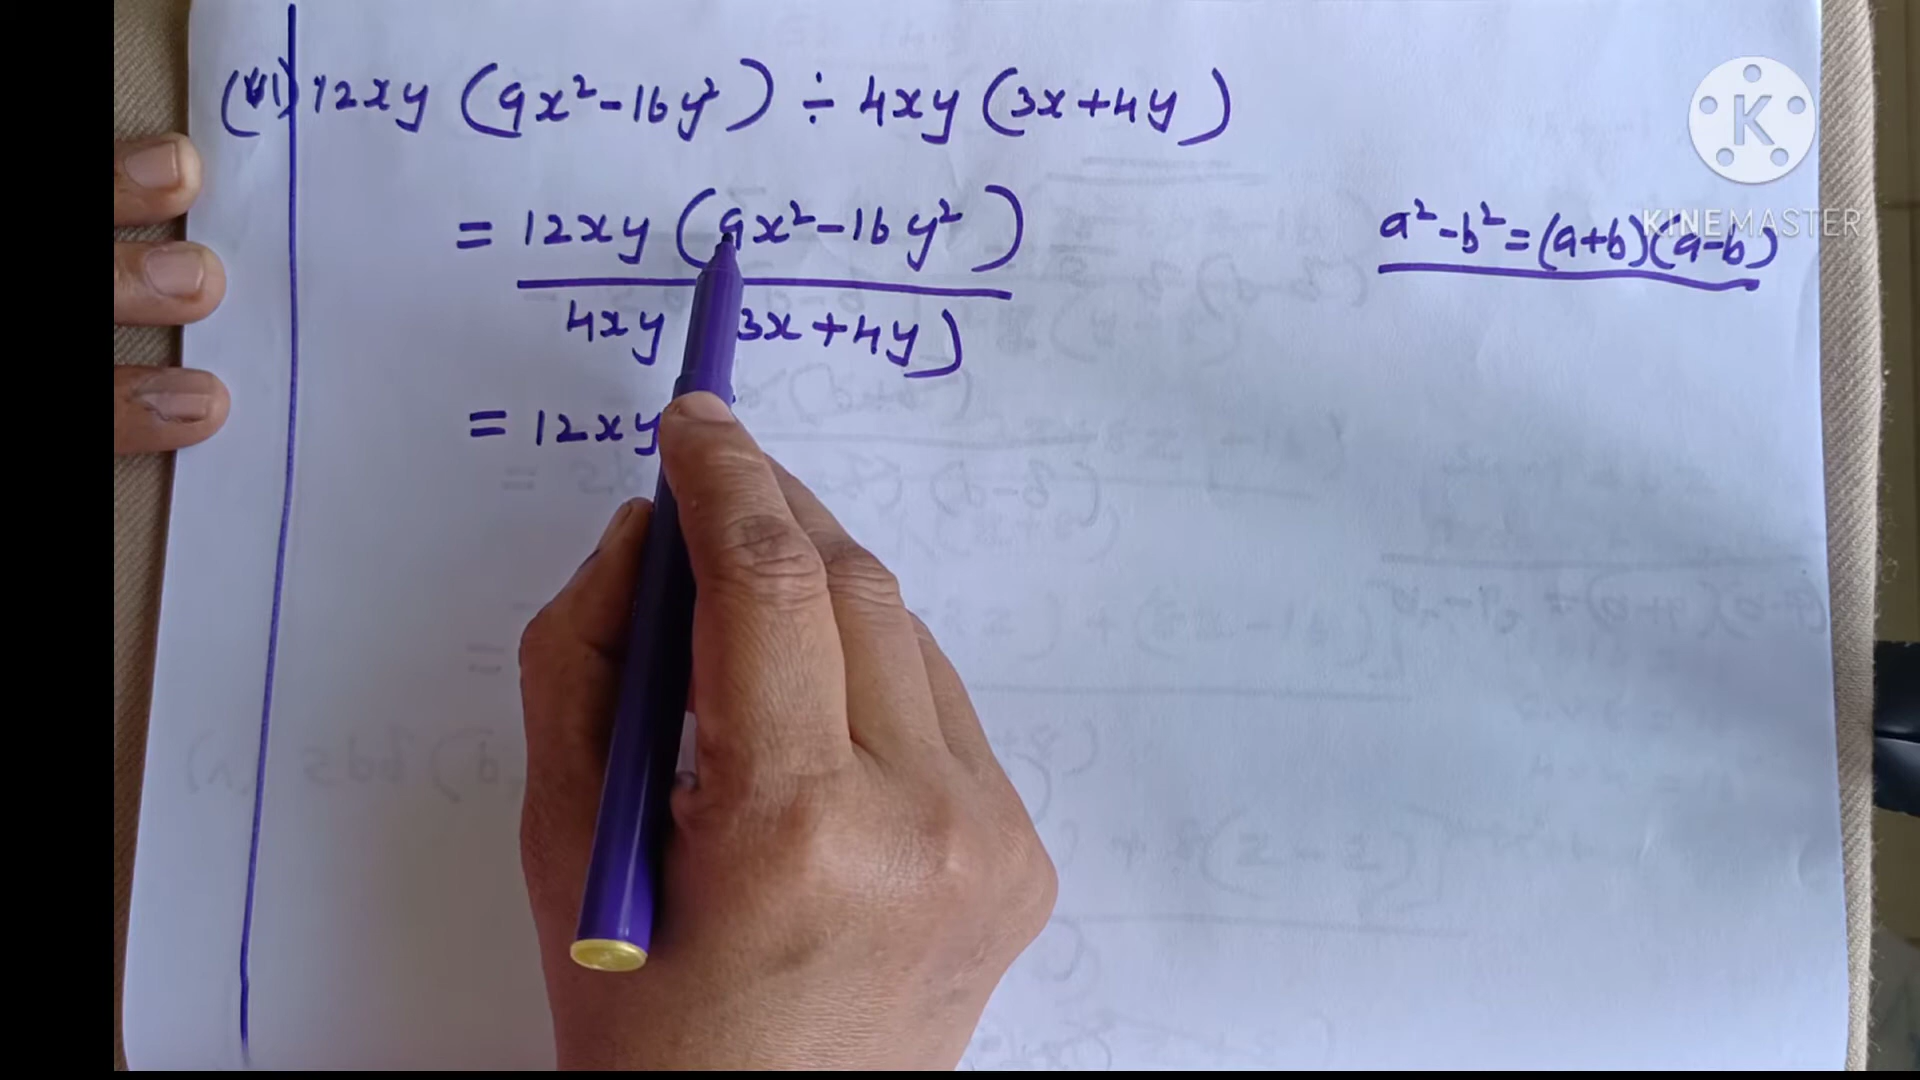 (vi) 12xy (9x² - 16y²) ÷ 4xy (3x + 4y)
= 12xy (9x² - 16y²)
4xy 3x + 4y)
= 12xy
a² - b² = (a+b)(a-b)
K
KINEMASTER